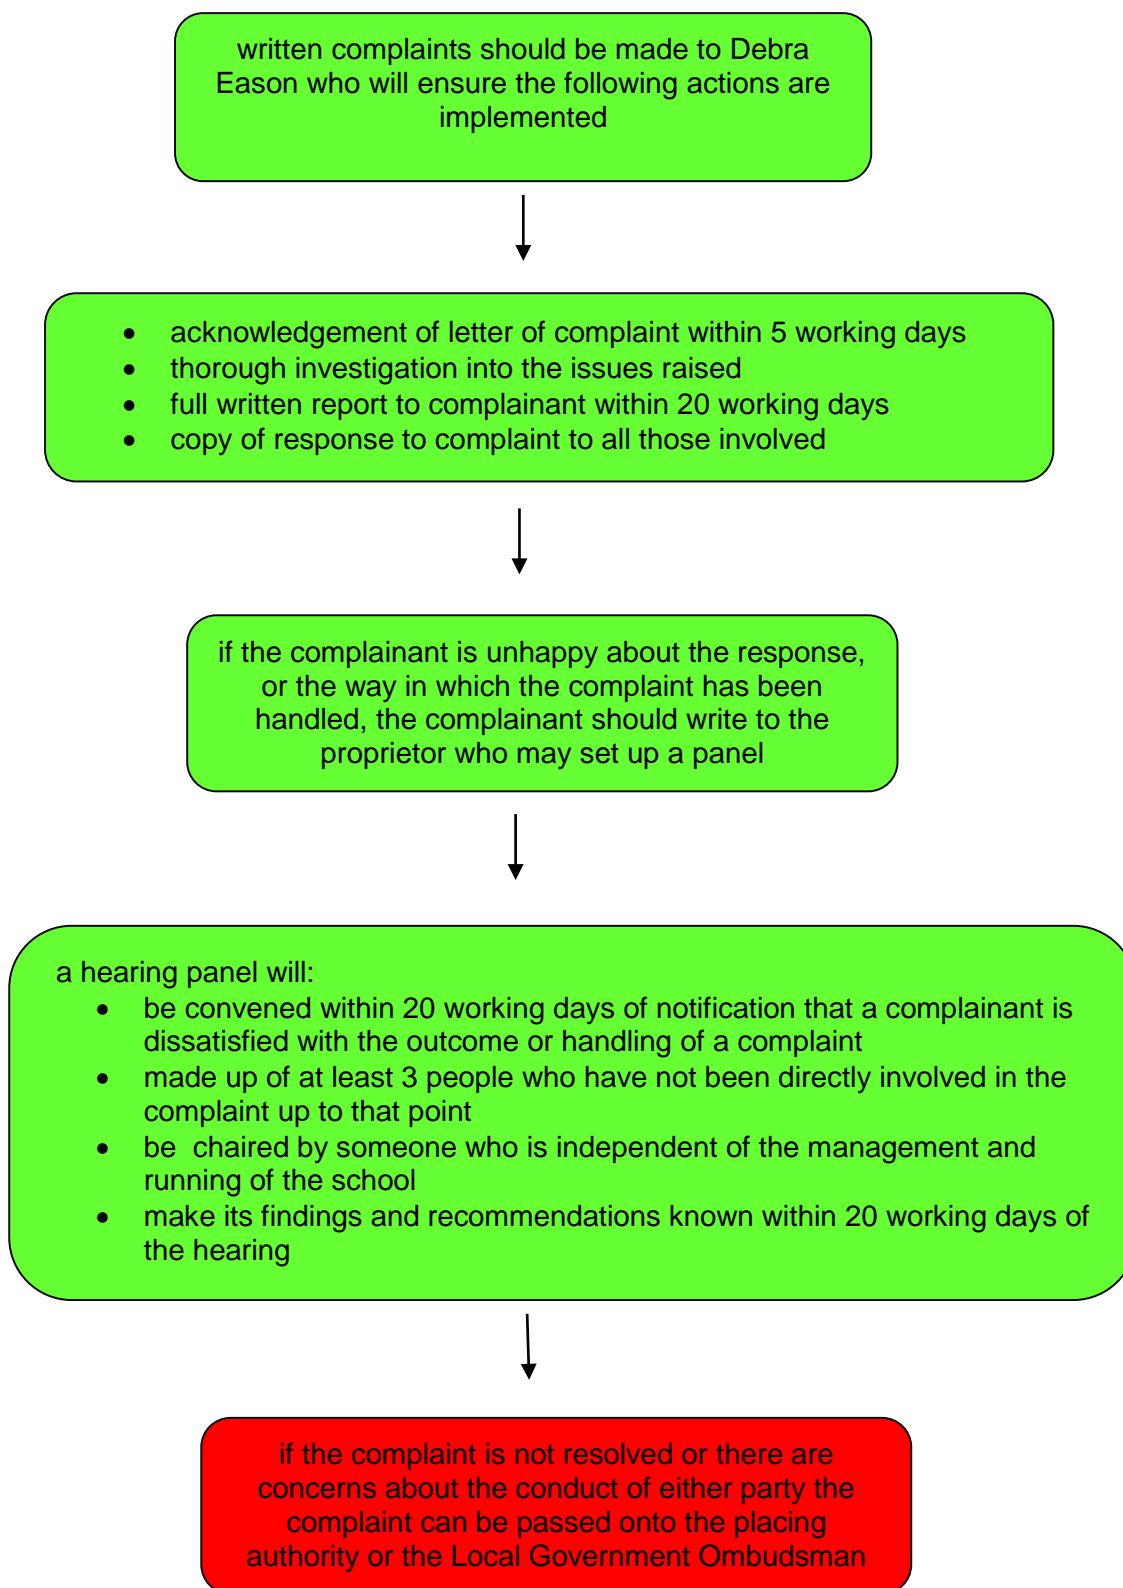 written complaints should be made to Debra
Eason who will ensure the following actions are
implemented
• acknowledgement of letter of complaint within 5 working days
• thorough investigation into the issues raised
• full written report to complainant within 20 working days
• copy of response to complaint to all those involved
if the complainant is unhappy about the response,
or the way in which the complaint has been
handled, the complainant should write to the
proprietor who may set up a panel
a hearing panel will:
• be convened within 20 working days of notification that a complainant is
dissatisfied with the outcome or handling of a complaint
• made up of at least 3 people who have not been directly involved in the
complaint up to that point
• be  chaired by someone who is independent of the management and
running of the school
• make its findings and recommendations known within 20 working days of
the hearing
if the complaint is not resolved or there are
concerns about the conduct of either party the
complaint can be passed onto the placing
authority or the Local Government Ombudsman